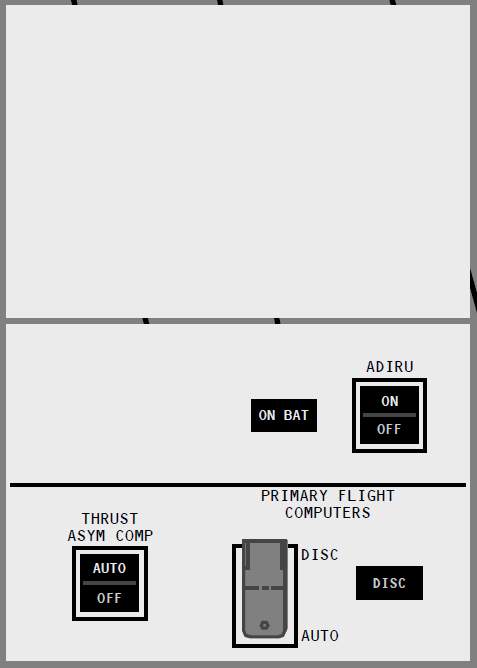 ADIRU
ON BAT
ON
OFF
PRIMARY FLIGHT
COMPUTERS
THRUST
ASYM COMP
AUTO
OFF
DISC
DISC
AUTO